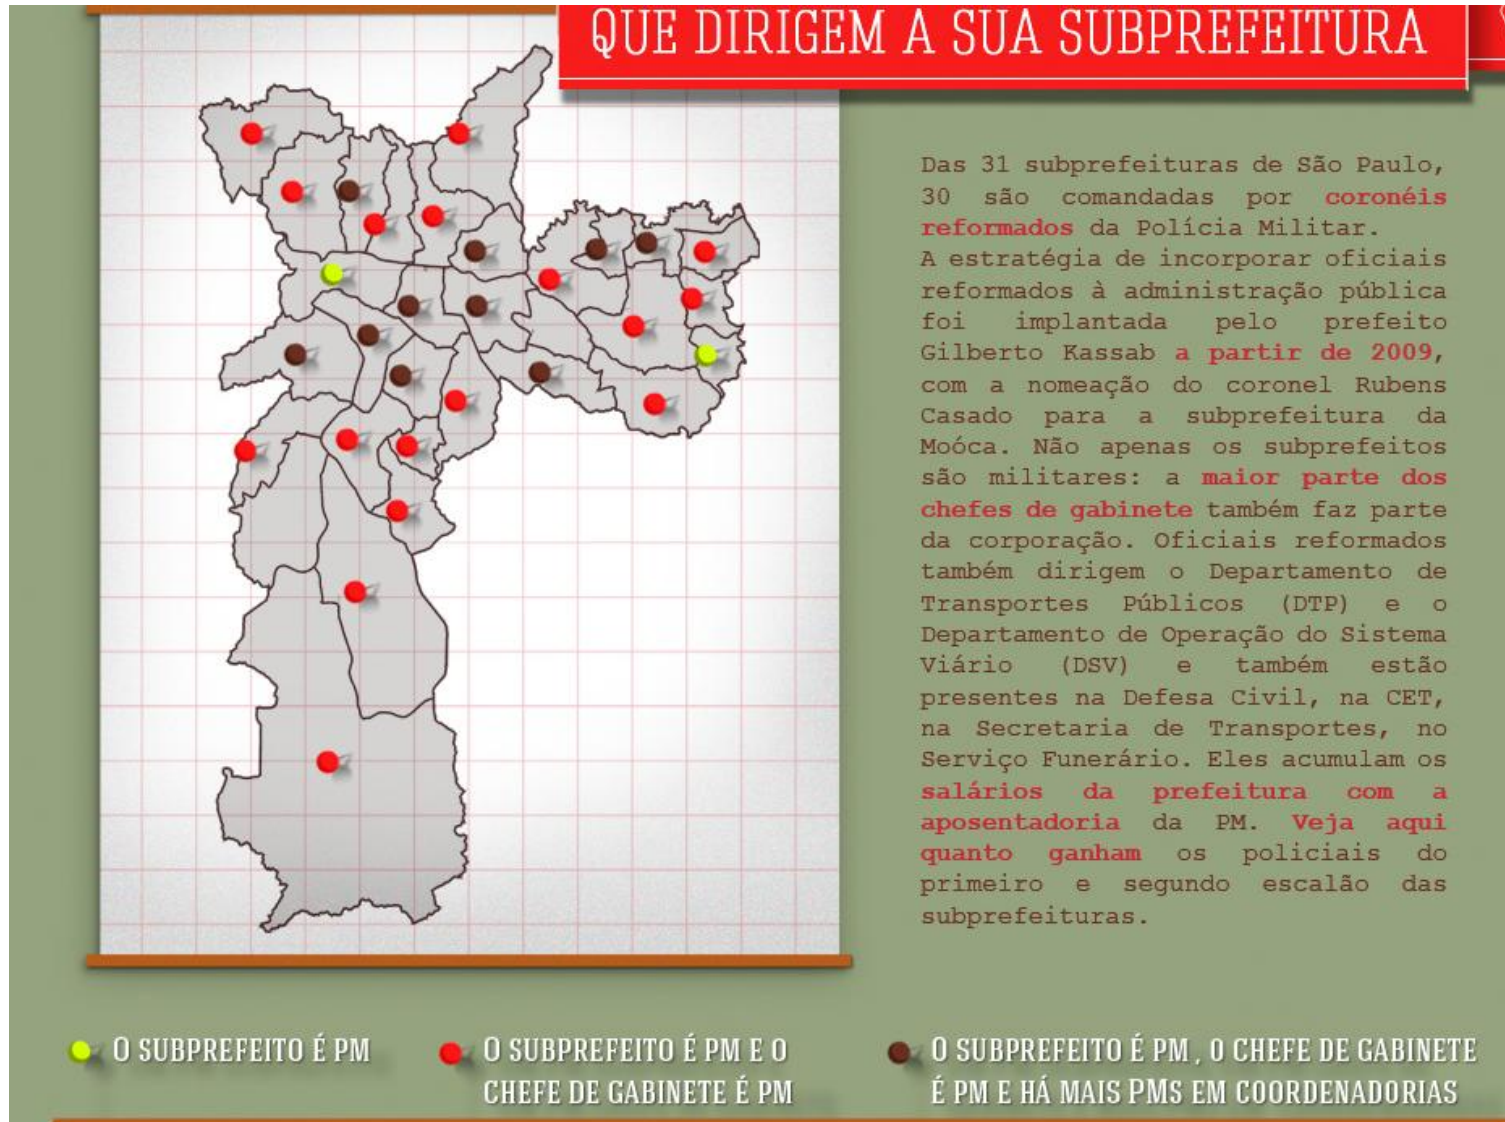 QUE DIRIGEM A SUA SUBPREFEITURA
Das 31 subprefeituras de São Paulo,
30 são comandadas por coronéis
reformados da Polícia Militar.
A estratégia de incorporar oficiais
reformados à administração pública
foi implantada pelo prefeito
Gilberto Kassab a partir de 2009,
com a nomeação do coronel Rubens
Casado para a subprefeitura da
Moóca. Não apenas os subprefeitos
são militares: a maior parte dos
chefes de gabinete também faz parte
da corporação. Oficiais reformados
também dirigem o Departamento de
Transportes Públicos (DTP) e o
Departamento de Operação do Sistema
Viário (DSV) e também estão
presentes na Defesa Civil, na CET,
na Secretaria de Transportes, no
Serviço Funerário. Eles acumulam os
salários da prefeitura com a
aposentadoria da PM. Veja aqui
quanto ganham os policiais do
primeiro e segundo escalão das
subprefeituras.
O SUBPREFEITO É PM
O SUBPREFEITO É PM E O
CHEFE DE GABINETE É PM
O SUBPREFEITO É PM , O CHEFE DE GABINETE
É PM E HÁ MAIS PMs EM COORDENADORIAS